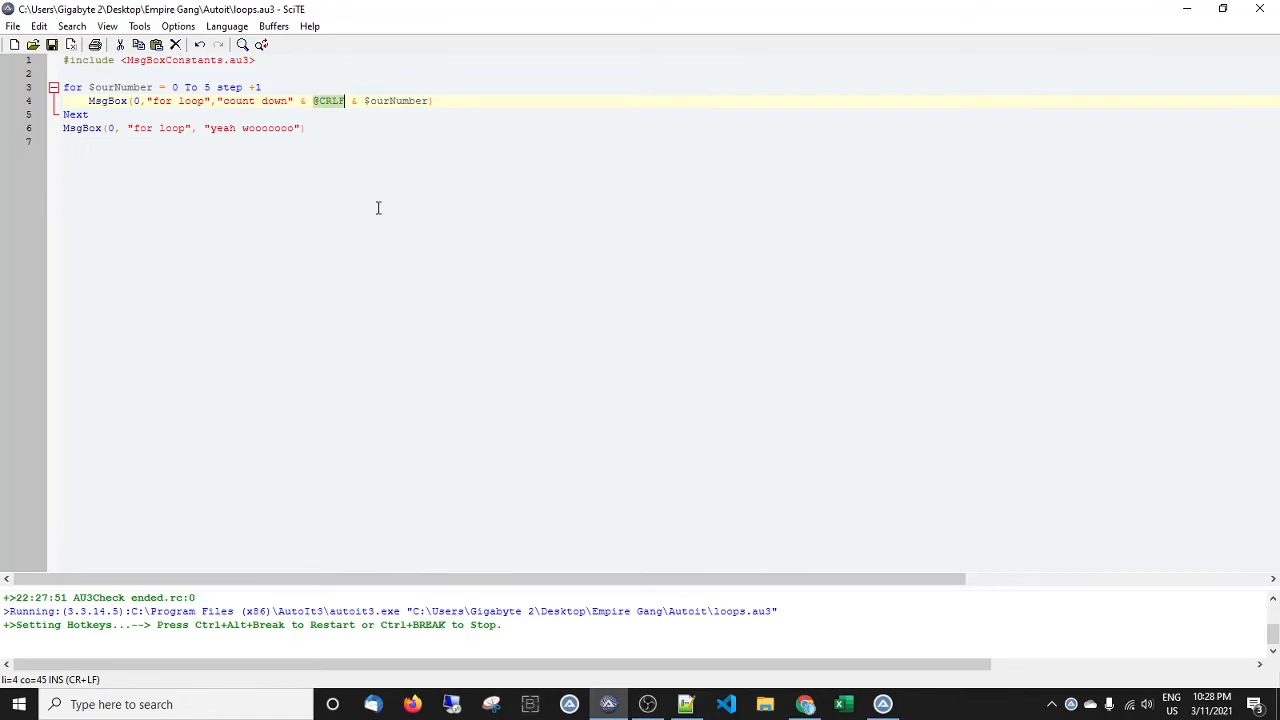 C:\Users\Gigabyte 2\Desktop\Empire Gang\Autoit\loops.au3 - SciTE
File Edit Search View Tools Options Language Buffers Help
1 #include <MsgBoxConstants.au3>
2
3 for $ourNumber = 0 To 5 step +1
4 MsgBox(0,"for loop","count down" & @CRLF & $ourNumber)
5 Next
6 MsgBox(0, "for loop", "yeah wooooooo")
7
+>22:27:51 AU3Check ended.rc:0
>Running:(3.3.14.5):C:\Program Files (x86)\AutoIt3\autoit3.exe "C:\Users\Gigabyte 2\Desktop\Empire Gang\Autoit\loops.au3"
+>Setting Hotkeys...--> Press Ctrl+Alt+Break to Restart or Ctrl+BREAK to Stop.
li=4 co=45 INS (CR+LF)
Type here to search
ENG
US
10:28 PM
3/11/2021
3